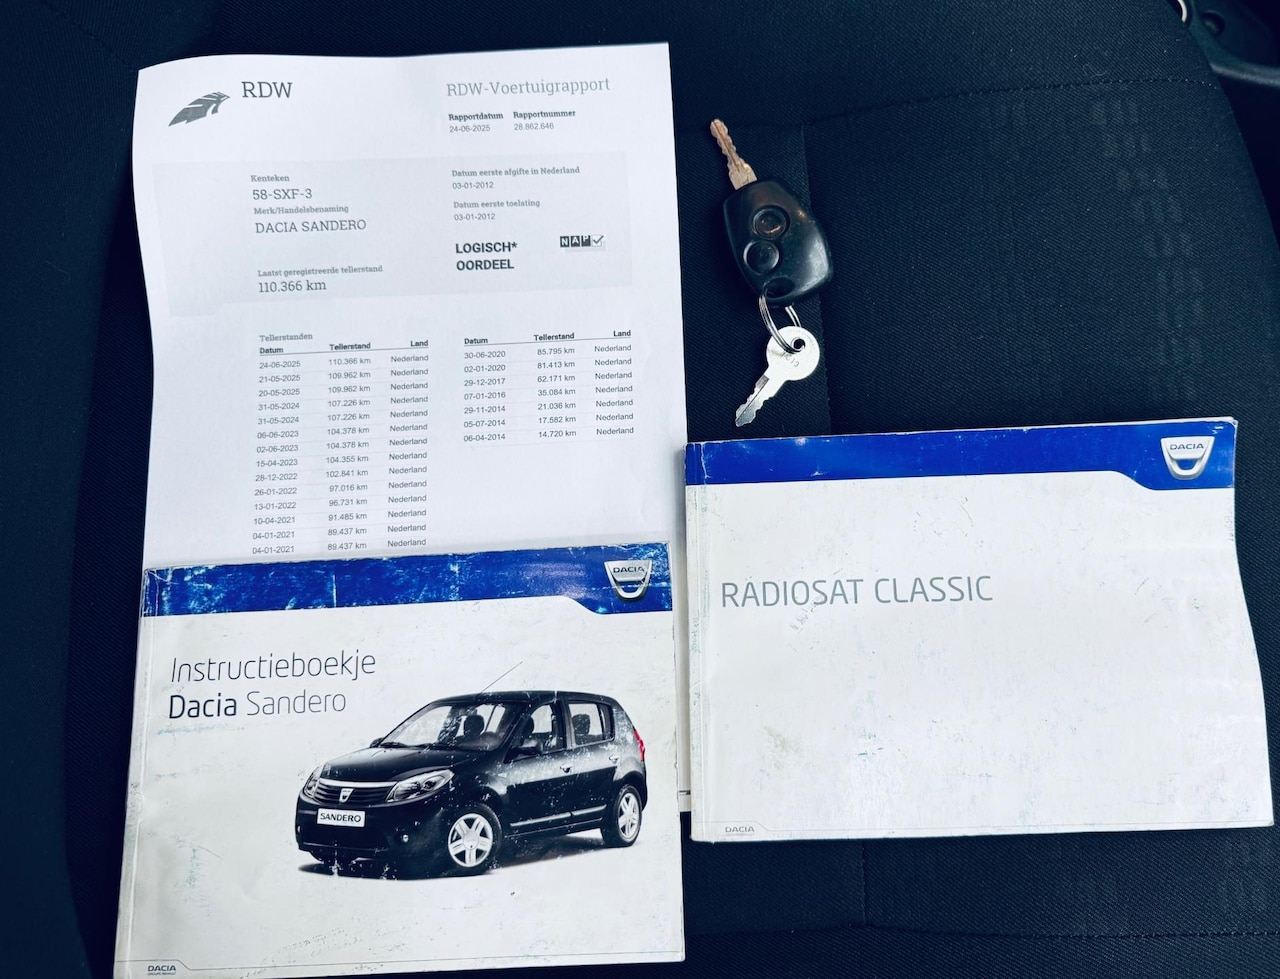 RDW
RDW-Voertuigrapport
Rapportdatum Rapportnummer
24-06-2025 28.862.646
Kenteken
58-SXF-3
Merk/Handelsbenaming
DACIA SANDERO
Laatst geregistreerde tellerstand
110.366 km
Datum eerste afgifte in Nederland
03-01-2012
Datum eerste toelating
03-01-2012
LOGISCH*
OORDEEL
NAP
Tellerstanden
Datum Tellerstand Land
24-06-2025 110.366 km Nederland
21-05-2025 109.962 km Nederland
20-05-2025 109.962 km Nederland
31-05-2024 107.226 km Nederland
31-05-2024 107.226 km Nederland
06-06-2023 104.378 km Nederland
02-06-2023 104.378 km Nederland
15-04-2023 104.355 km Nederland
28-12-2022 102.841 km Nederland
26-01-2022 97.016 km Nederland
13-01-2022 96.731 km Nederland
10-04-2021 91.485 km Nederland
04-01-2021 89.437 km Nederland
04-01-2021 89.437 km Nederland
Datum Tellerstand Land
30-06-2020 85.795 km Nederland
02-01-2020 81.413 km Nederland
29-12-2017 62.171 km Nederland
07-01-2016 35.084 km Nederland
29-11-2014 21.036 km Nederland
05-07-2014 17.582 km Nederland
06-04-2014 14.720 km Nederland
DACIA
Instructieboekje
Dacia Sandero
SANDERO
DACIA
GROUPE RENAULT
DACIA
RADIOSAT CLASSIC
DACIA